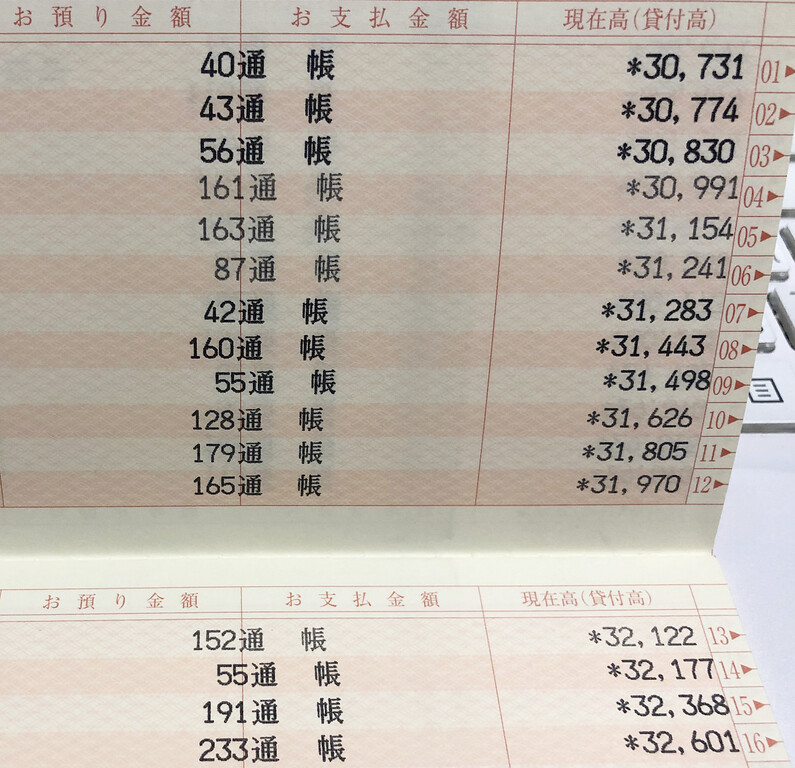 お預り金額 お支払金額 現在高(貸付高)
40通 帳 *30,731 01
43通 帳 *30,774 02
56通 帳 *30,830 03
161通 帳 *30,991 04
163通 帳 *31,154 05
87通 帳 *31,241 06
42通 帳 *31,283 07
160通 帳 *31,443 08
55通 帳 *31,498 09
128通 帳 *31,626 10
179通 帳 *31,805 11
165通 帳 *31,970 12
お預り金額 お支払金額 現在高(貸付高)
152通 帳 *32,122 13
55通 帳 *32,177 14
191通 帳 *32,368 15
233通 帳 *32,601 16